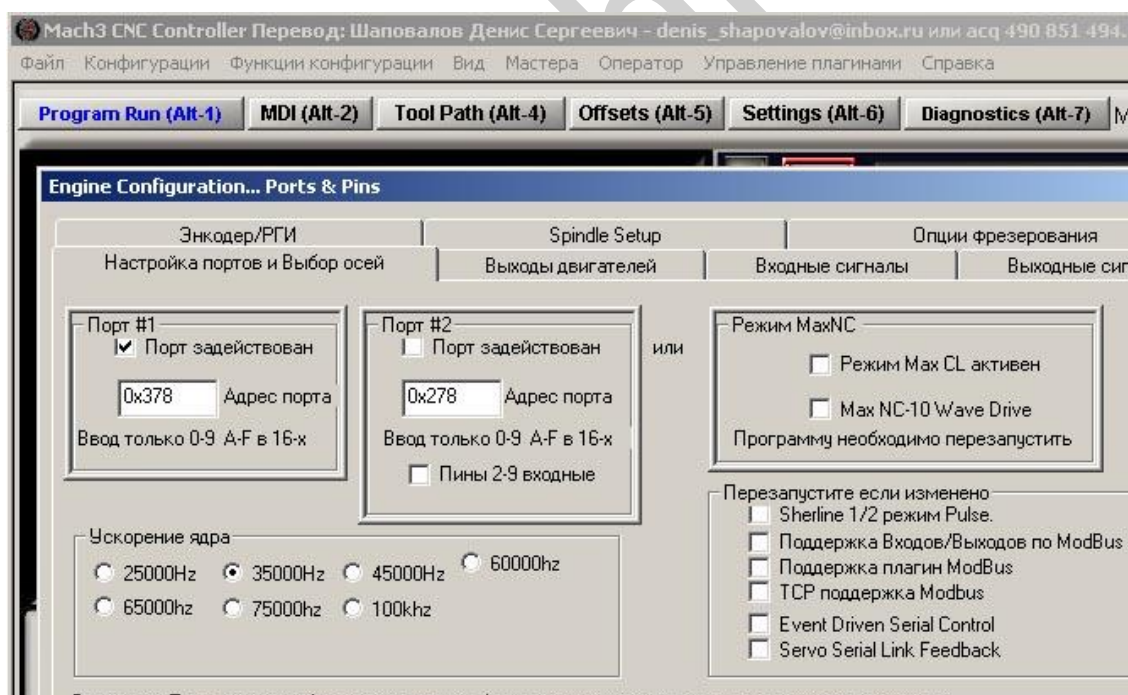 Mach3 CNC Controller Перевод: Шаповалов Денис Сергеевич - denis_shapovalov@inbox.ru или acq 490 851 494.
Файл Конфигурации Функции конфигурации Вид Мастера Оператор Управление плагинами Справка
Program Run (Alt-1) MDI (Alt-2) Tool Path (Alt-4) Offsets (Alt-5) Settings (Alt-6) Diagnostics (Alt-7) M
Engine Configuration... Ports & Pins
Энкодер/РГИ Spindle Setup Опции фрезерования
Настройка портов и Выбор осей Выходы двигателей Входные сигналы Выходные сиг
Порт #1
Порт задействован
0x378 Адрес порта
Ввод только 0-9 A-F в 16-х
Порт #2
Порт задействован
0x278 Адрес порта
Ввод только 0-9 A-F в 16-х
Пины 2-9 входные
или
Режим MaxNC
Режим Max CL активен
Max NC-10 Wave Drive
Программу необходимо перезапустить
Ускорение ядра
25000Hz 35000Hz 45000Hz 60000hz
65000hz 75000hz 100khz
Перезапустите если изменено
Sherline 1/2 режим Pulse.
Поддержка Входов/Выходов по ModBus
Поддержка плагин ModBus
TCP поддержка Modbus
Event Driven Serial Control
Servo Serial Link Feedback